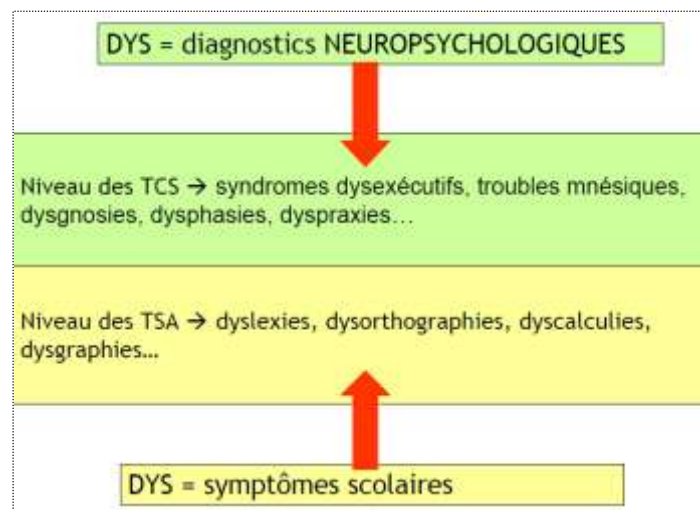 DYS = diagnostics NEUROPSYCHOLOGIQUES
Niveau des TCS → syndromes dysexécutifs, troubles mnésiques,
dysgnosies, dysphasies, dyspraxies…
Niveau des TSA → dyslexies, dysorthographies, dyscalculies,
dysgraphies…
DYS = symptômes scolaires